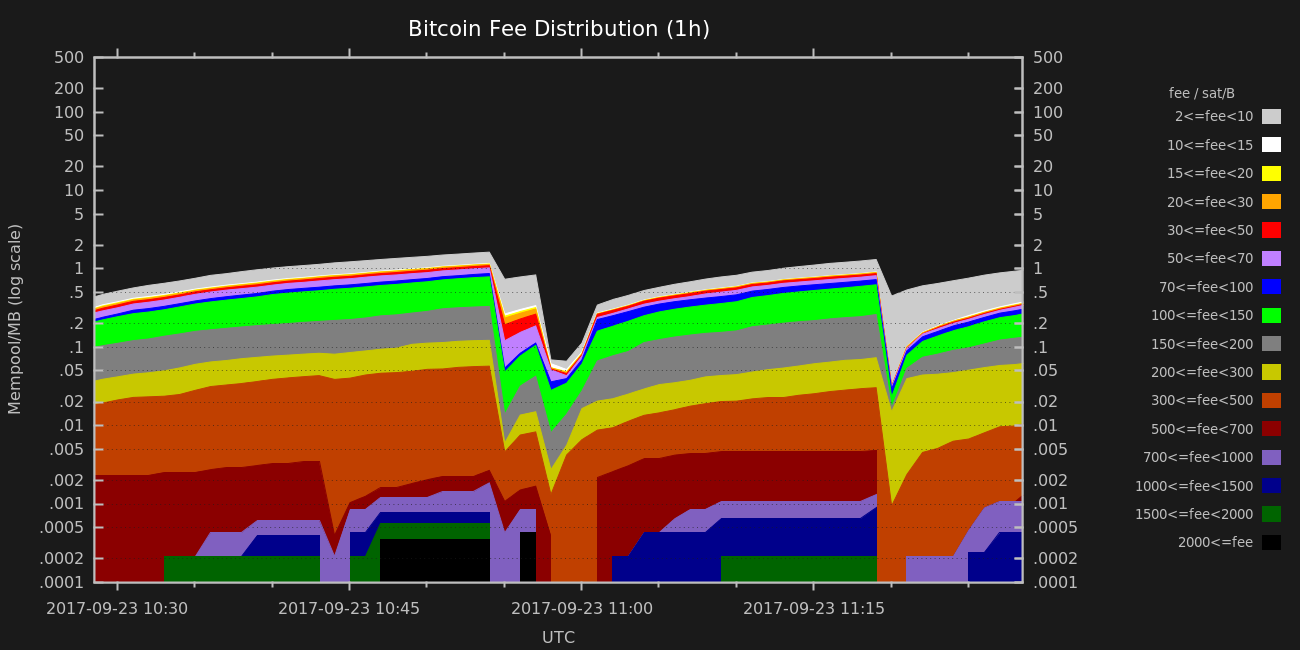 Bitcoin Fee Distribution (1h)
500
200
100
50
20
10
5
2
1
.5
.2
.1
.05
.02
.01
.005
.002
.001
.0005
.0002
.0001
Mempool/MB (log scale)
500
200
100
50
20
10
5
2
1
.5
.2
.1
.05
.02
.01
.005
.002
.001
.0005
.0002
.0001
2017-09-23 10:30
2017-09-23 10:45
2017-09-23 11:00
2017-09-23 11:15
UTC
fee / sat/B
2<=fee<10
10<=fee<15
15<=fee<20
20<=fee<30
30<=fee<50
50<=fee<70
70<=fee<100
100<=fee<150
150<=fee<200
200<=fee<300
300<=fee<500
500<=fee<700
700<=fee<1000
1000<=fee<1500
1500<=fee<2000
2000<=fee